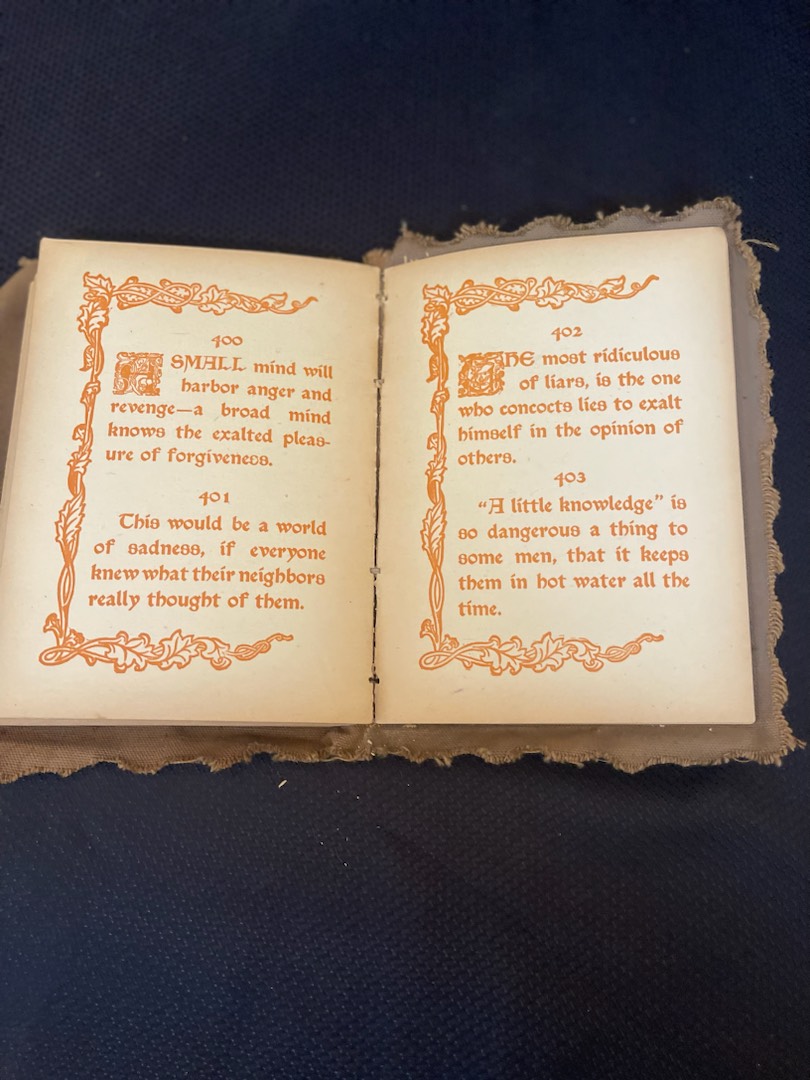 400
A SMALL mind will
harbor anger and
revenge—a broad mind
knows the exalted pleas-
ure of forgiveness.
401
This would be a world
of sadness, if everyone
knew what their neighbors
really thought of them.
402
THE most ridiculous
of liars, is the one
who concocts lies to exalt
himself in the opinion of
others.
403
“A little knowledge” is
so dangerous a thing to
some men, that it keeps
them in hot water all the
time.